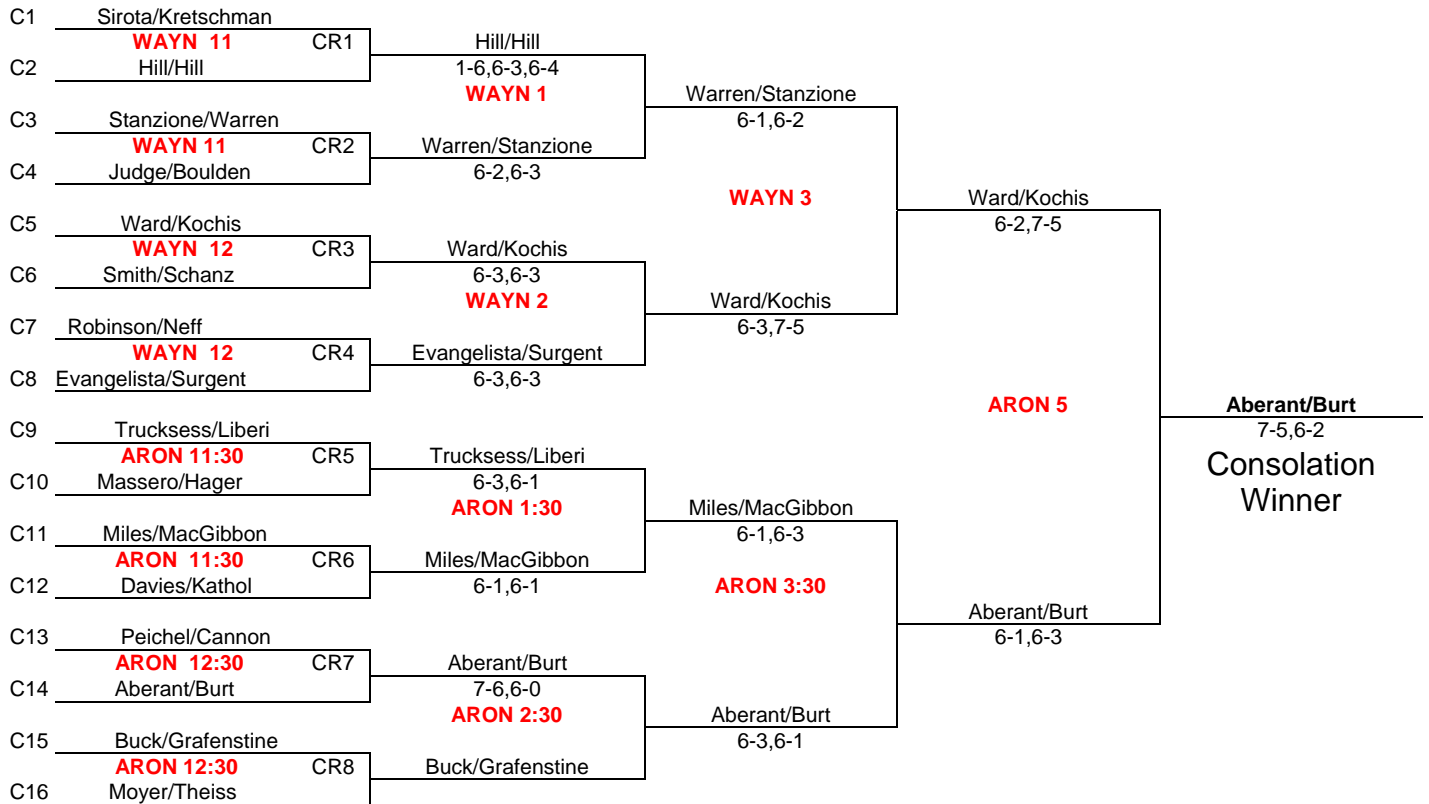 C1 Sirota/Kretschman
WAYN 11 CR1 Hill/Hill
C2 Hill/Hill 1-6,6-3,6-4
WAYN 1 Warren/Stanzione
C3 Stanzione/Warren 6-1,6-2
WAYN 11 CR2 Warren/Stanzione
C4 Judge/Boulden 6-2,6-3
WAYN 3 Ward/Kochis
C5 Ward/Kochis 6-2,7-5
WAYN 12 CR3 Ward/Kochis
C6 Smith/Schanz 6-3,6-3
WAYN 2 Ward/Kochis
C7 Robinson/Neff 6-3,7-5
WAYN 12 CR4 Evangelista/Surgent
C8 Evangelista/Surgent 6-3,6-3
ARON 5 Aberant/Burt
C9 Trucksess/Liberi 7-5,6-2
ARON 11:30 CR5 Trucksess/Liberi Consolation
C10 Massero/Hager 6-3,6-1
ARON 1:30 Miles/MacGibbon Winner
C11 Miles/MacGibbon 6-1,6-3
ARON 11:30 CR6 Miles/MacGibbon
C12 Davies/Kathol 6-1,6-1 ARON 3:30
Aberant/Burt
C13 Peichel/Cannon 6-1,6-3
ARON 12:30 CR7 Aberant/Burt
C14 Aberant/Burt 7-6,6-0
ARON 2:30 Aberant/Burt
C15 Buck/Grafenstine 6-3,6-1
ARON 12:30 CR8 Buck/Grafenstine
C16 Moyer/Theiss